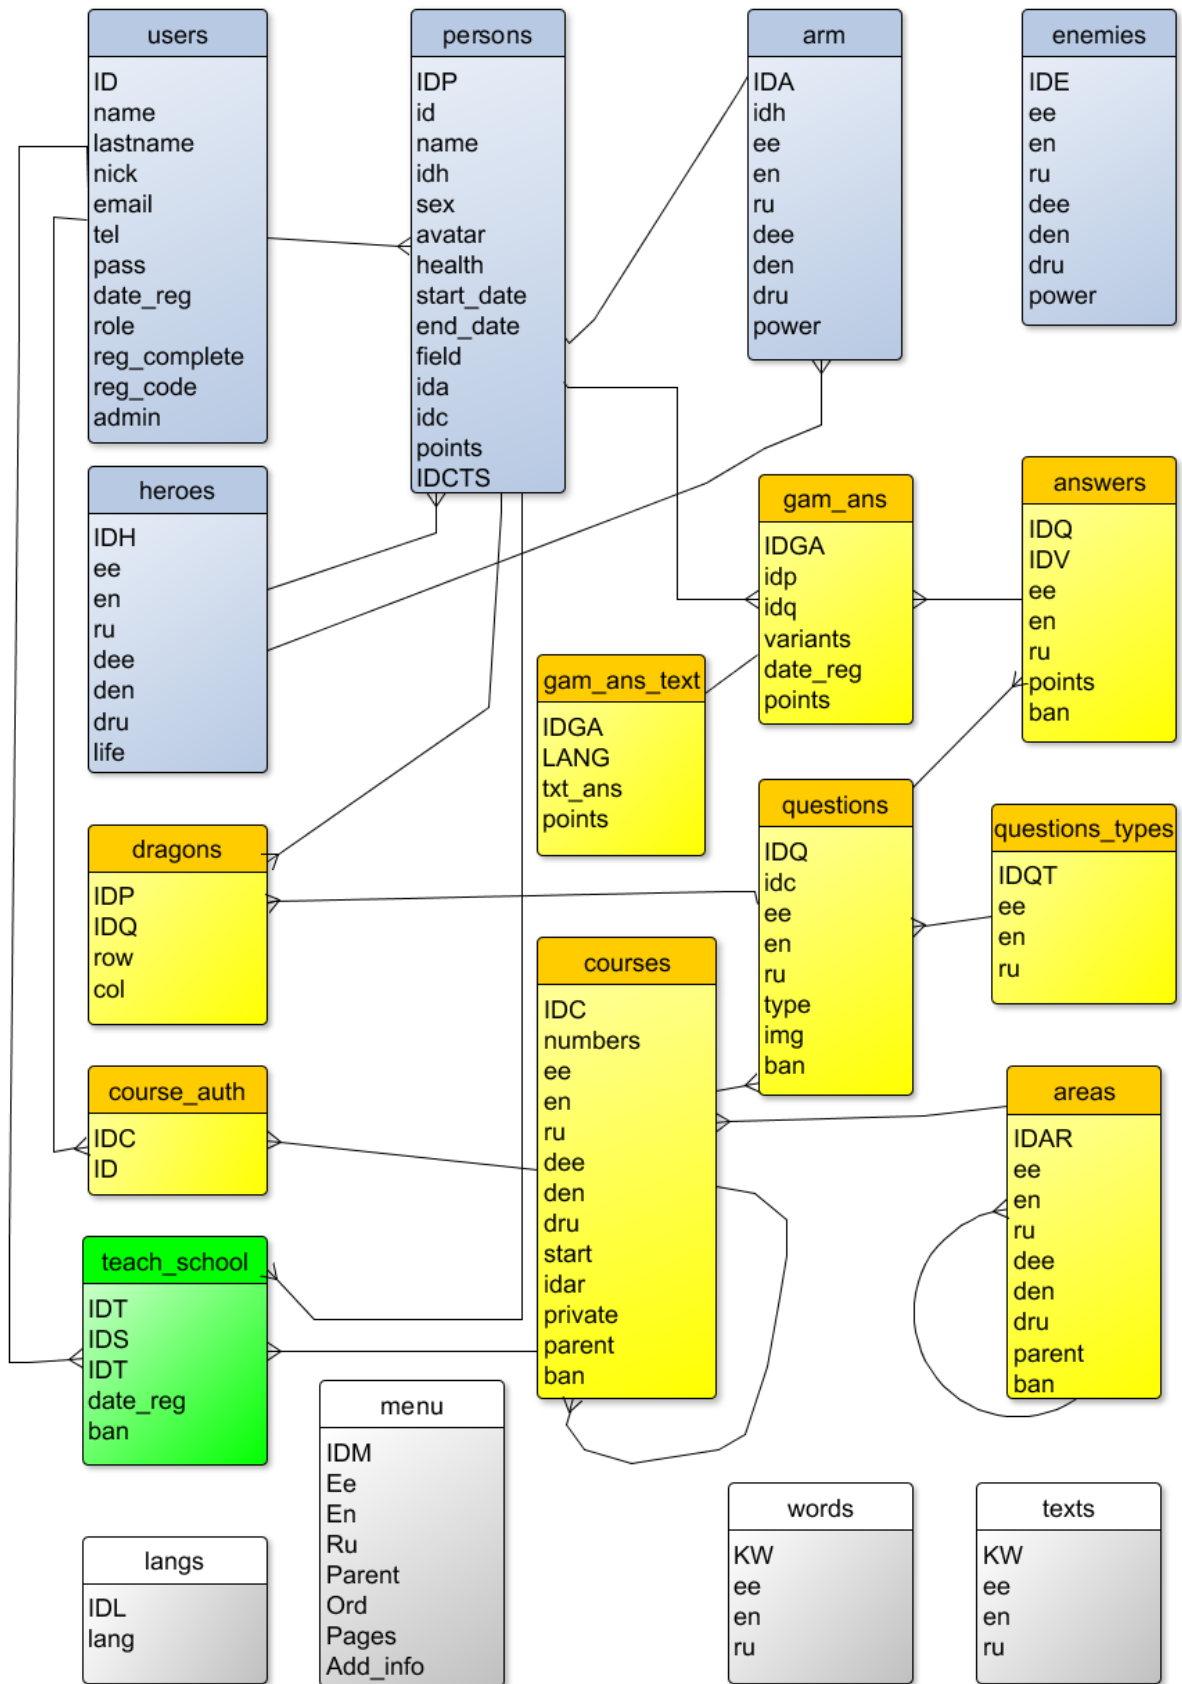 users
ID
name
lastname
nick
email
tel
pass
date_reg
role
reg_complete
reg_code
admin
persons
IDP
id
name
idh
sex
avatar
health
start_date
end_date
field
ida
idc
points
IDCTS
arm
IDA
idh
ee
en
ru
dee
den
dru
power
enemies
IDE
ee
en
ru
dee
den
dru
power
heroes
IDH
ee
en
ru
dee
den
dru
life
gam_ans
IDGA
idp
idq
variants
date_reg
points
answers
IDQ
IDV
ee
en
ru
points
ban
gam_ans_text
IDGA
LANG
txt_ans
points
dragons
IDP
IDQ
row
col
questions
IDQ
idc
ee
en
ru
type
img
ban
questions_types
IDQT
ee
en
ru
courses
IDC
numbers
ee
en
ru
dee
den
dru
start
idar
private
parent
ban
course_auth
IDC
ID
areas
IDAR
ee
en
ru
dee
den
dru
parent
ban
teach_school
IDT
IDS
IDT
date_reg
ban
menu
IDM
Ee
En
Ru
Parent
Ord
Pages
Add_info
langs
IDL
lang
words
KW
ee
en
ru
texts
KW
ee
en
ru